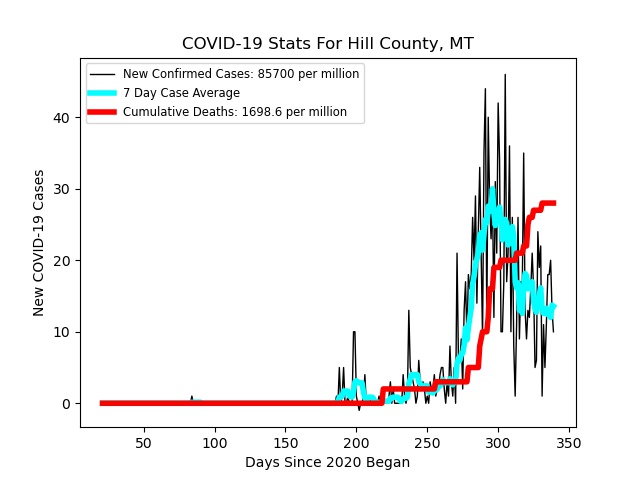 COVID-19 Stats For Hill County, MT
New Confirmed Cases: 85700 per million
7 Day Case Average
Cumulative Deaths: 1698.6 per million
New COVID-19 Cases
40
30
20
10
0
50 100 150 200 250 300 350
Days Since 2020 Began